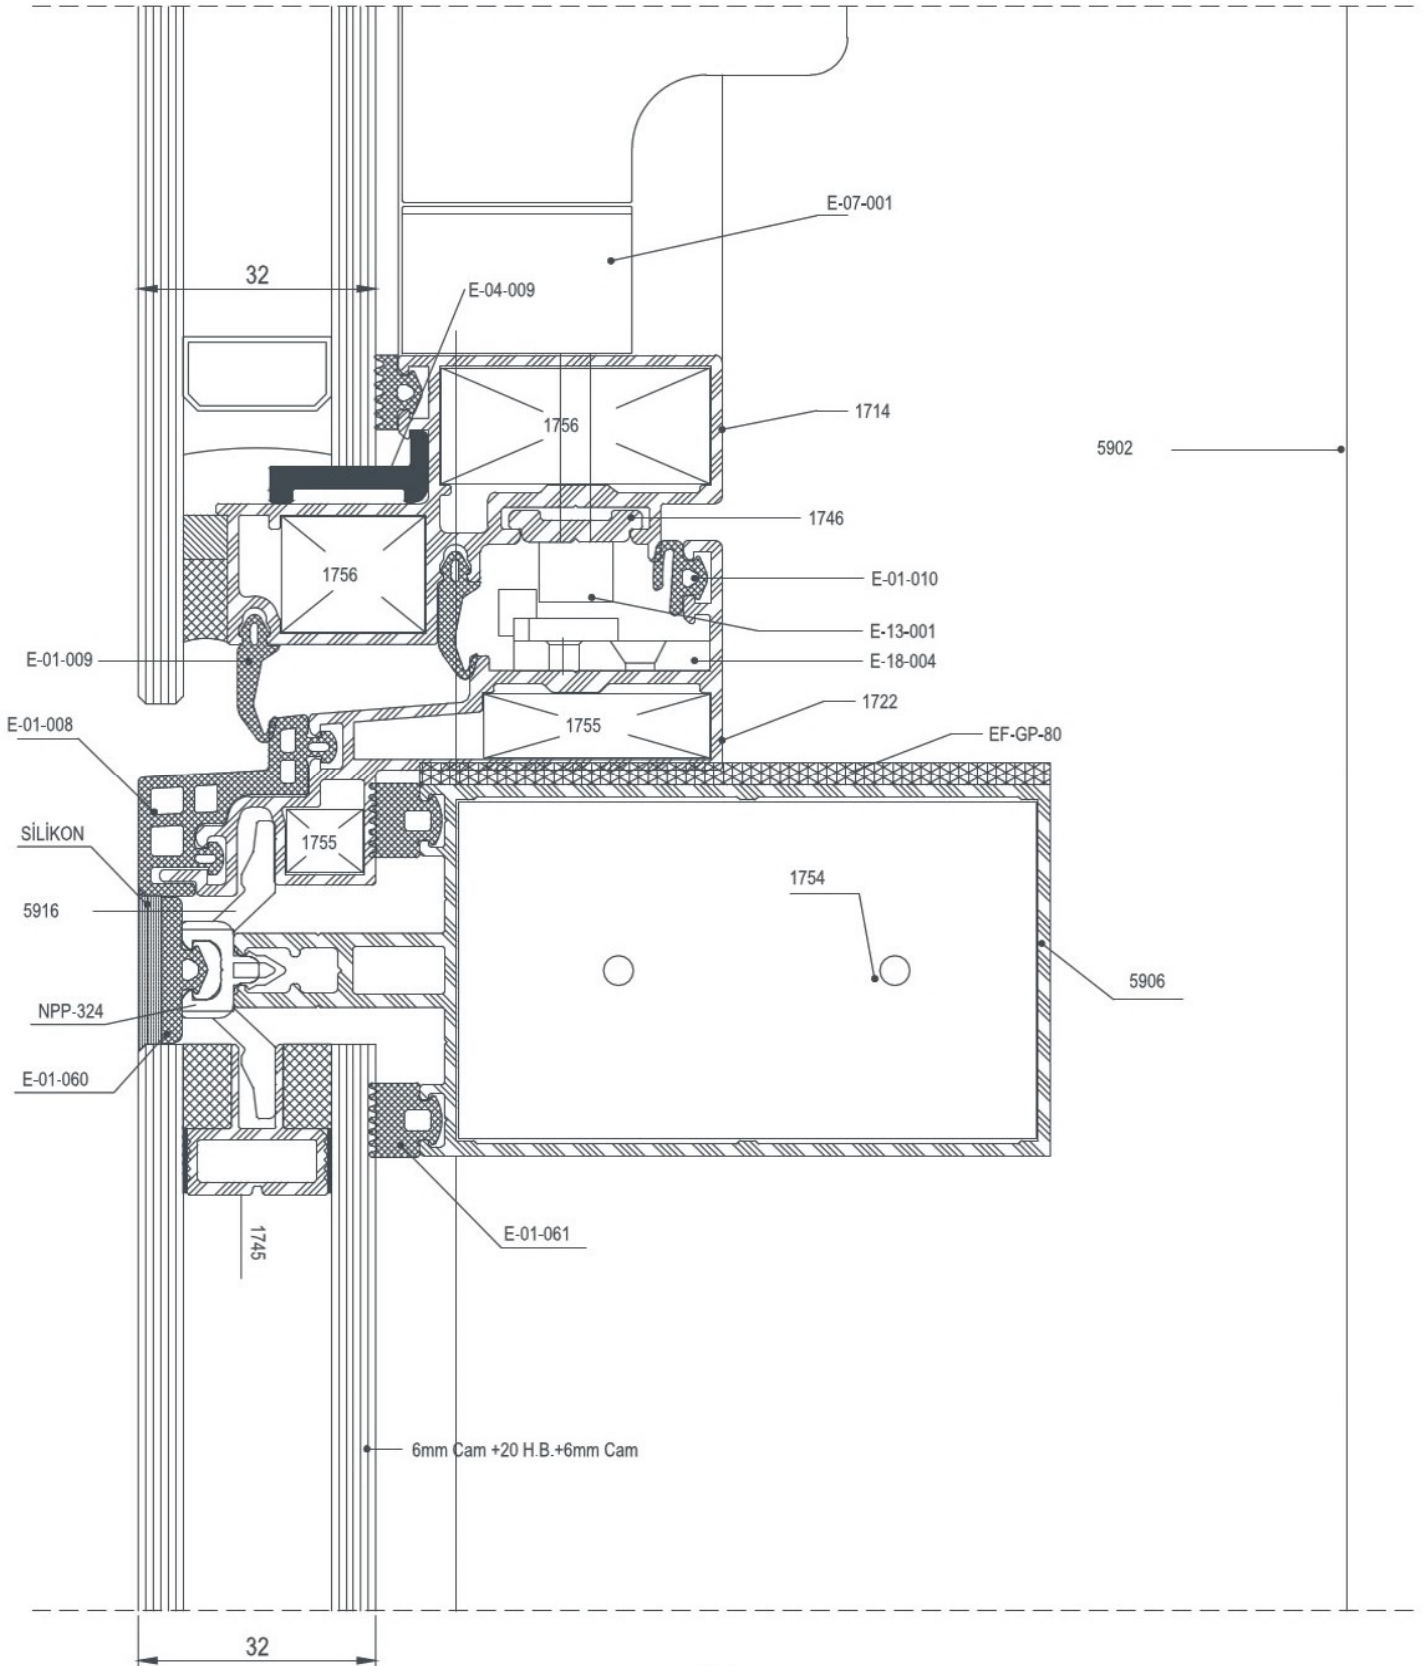 E-07-001
32
E-04-009
1714
1756
5902
1746
1756
E-01-010
E-13-001
E-01-009
E-18-004
1722
E-01-008
1755
EF-GP-80
SİLİKON
1755
1754
5916
5906
NPP-324
E-01-060
E-01-061
1745
6mm Cam +20 H.B.+6mm Cam
32